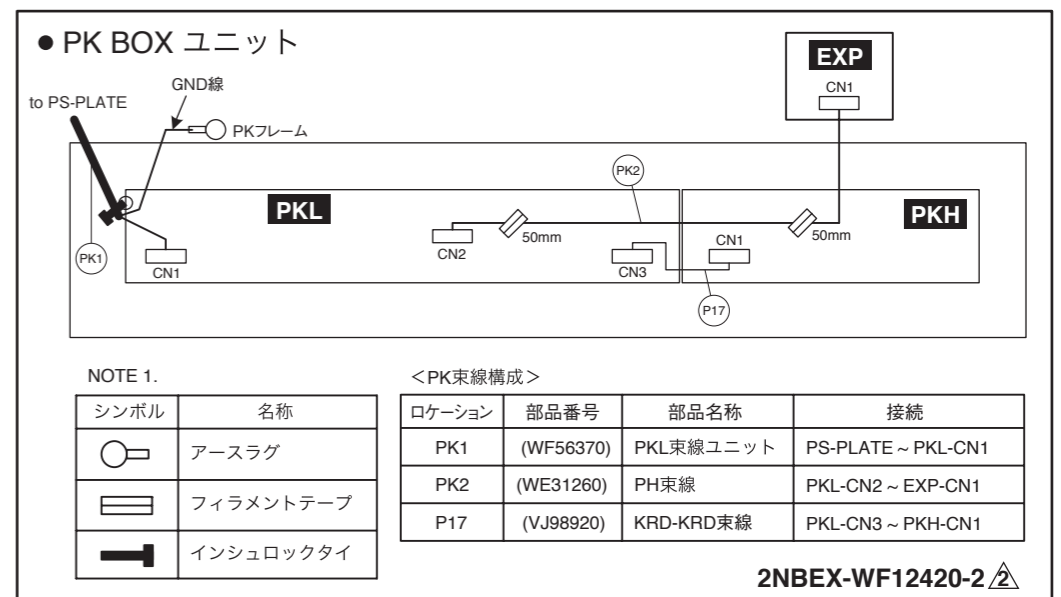 ● PK BOX ユニット
EXP
CN1
GND線
to PS-PLATE
PKフレーム
PK2
PKL
PKH
50mm
50mm
CN2
CN1
PK1
CN1
CN3
P17
NOTE 1.
シンボル 名称
アースラグ
フィラメントテープ
インシュロックタイ
<PK束線構成>
ロケーション 部品番号 部品名称 接続
PK1 (WF56370) PKL束線ユニット PS-PLATE ~ PKL-CN1
PK2 (WE31260) PH束線 PKL-CN2 ~ EXP-CN1
P17 (VJ98920) KRD-KRD束線 PKL-CN3 ~ PKH-CN1
2NBEX-WF12420-2 2